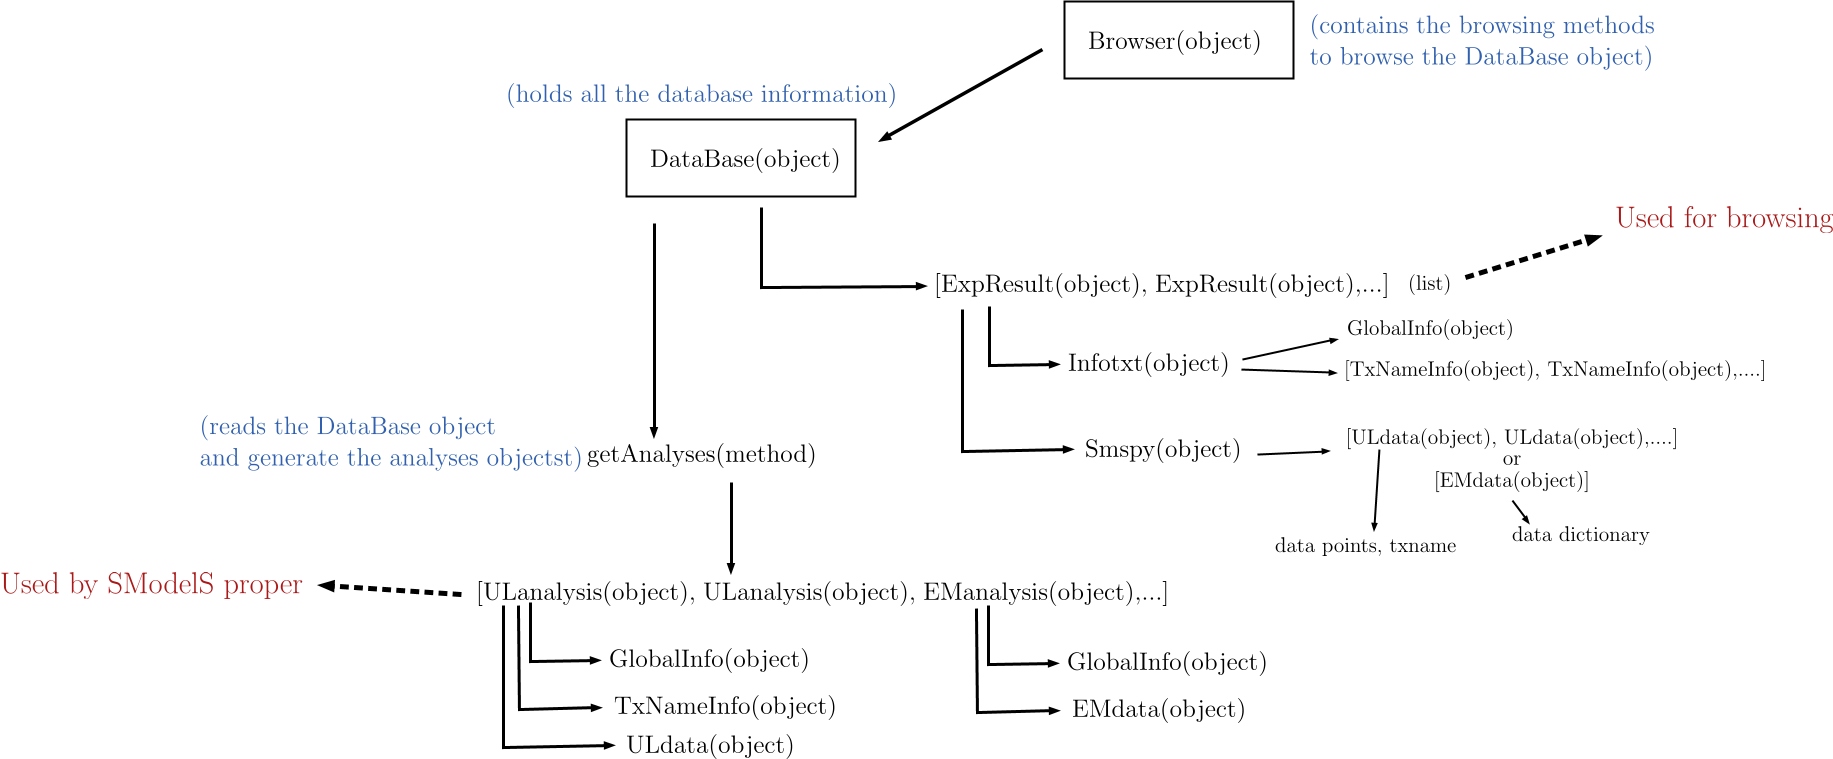 Browser(object)
(contains the browsing methods
to browse the DataBase object)
(holds all the database information)
DataBase(object)
Used for browsing
[ExpResult(object), ExpResult(object),...] (list)
GlobalInfo(object)
Infotxt(object)
[TxNameInfo(object), TxNameInfo(object),....]
(reads the DataBase object
and generate the analyses objectst)
getAnalyses(method)
Smspy(object)
[ULdata(object), ULdata(object),....]
or
[EMdata(object)]
data points, txname
data dictionary
Used by SModelS proper
[ULanalysis(object), ULanalysis(object), EManalysis(object),...]
GlobalInfo(object)
TxNameInfo(object)
ULdata(object)
GlobalInfo(object)
EMdata(object)